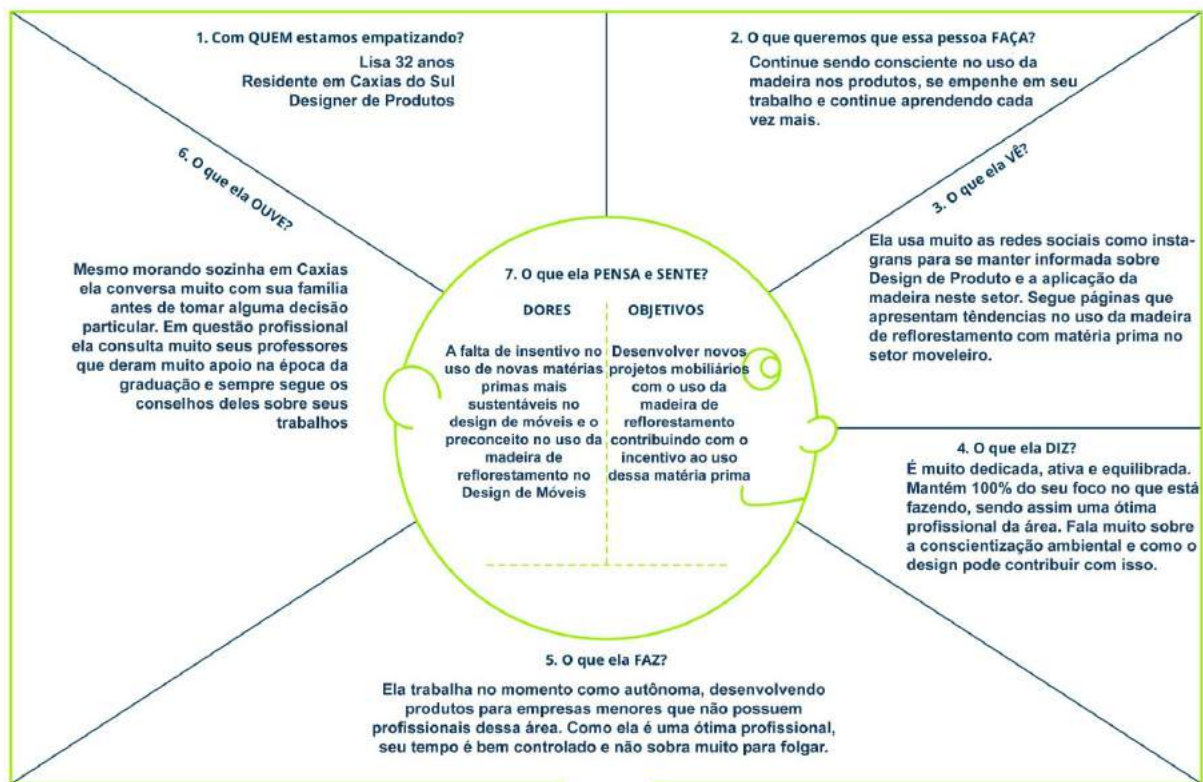 1. Com QUEM estamos empatizando?
Lisa 32 anos
Residente em Caxias do Sul
Designer de Produtos
2. O que queremos que essa pessoa FAÇA?
Continue sendo consciente no uso da
madeira nos produtos, se empenhe em seu
trabalho e continue aprendendo cada
vez mais.
3. O que ela VÊ?
Ela usa muito as redes sociais como insta-
grans para se manter informada sobre
Design de Produto e a aplicação da
madeira neste setor. Segue páginas que
apresentam têndencias no uso da madeira
de reflorestamento com matéria prima no
setor moveleiro.
4. O que ela DIZ?
É muito dedicada, ativa e equilibrada.
Mantém 100% do seu foco no que está
fazendo, sendo assim uma ótima
profissional da área. Fala muito sobre
a conscientização ambiental e como o
design pode contribuir com isso.
5. O que ela FAZ?
Ela trabalha no momento como autônoma, desenvolvendo
produtos para empresas menores que não possuem
profissionais dessa área. Como ela é uma ótima profissional,
seu tempo é bem controlado e não sobra muito para folgar.
6. O que ela OUVE?
Mesmo morando sozinha em Caxias
ela conversa muito com sua família
antes de tomar alguma decisão
particular. Em questão profissional
ela consulta muito seus professores
que deram muito apoio na época da
graduação e sempre segue os
conselhos deles sobre seus
trabalhos
7. O que ela PENSA e SENTE?
DORES
A falta de insentivo no
uso de novas matérias
primas mais
sustentáveis no
design de móveis e o
preconceito no uso da
madeira de
reflorestamento no
Design de Móveis
OBJETIVOS
Desenvolver novos
projetos mobiliários
com o uso da
madeira de
reflorestamento
contribuindo com o
incentivo ao uso
dessa matéria prima